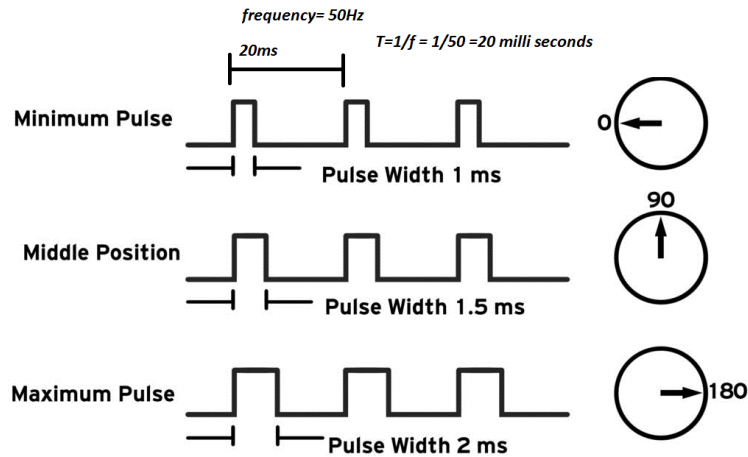 frequency= 50Hz
20ms
T=1/f = 1/50 =20 milli seconds
Minimum Pulse
0
Pulse Width 1 ms
90
Middle Position
Pulse Width 1.5 ms
Maximum Pulse
180
Pulse Width 2 ms